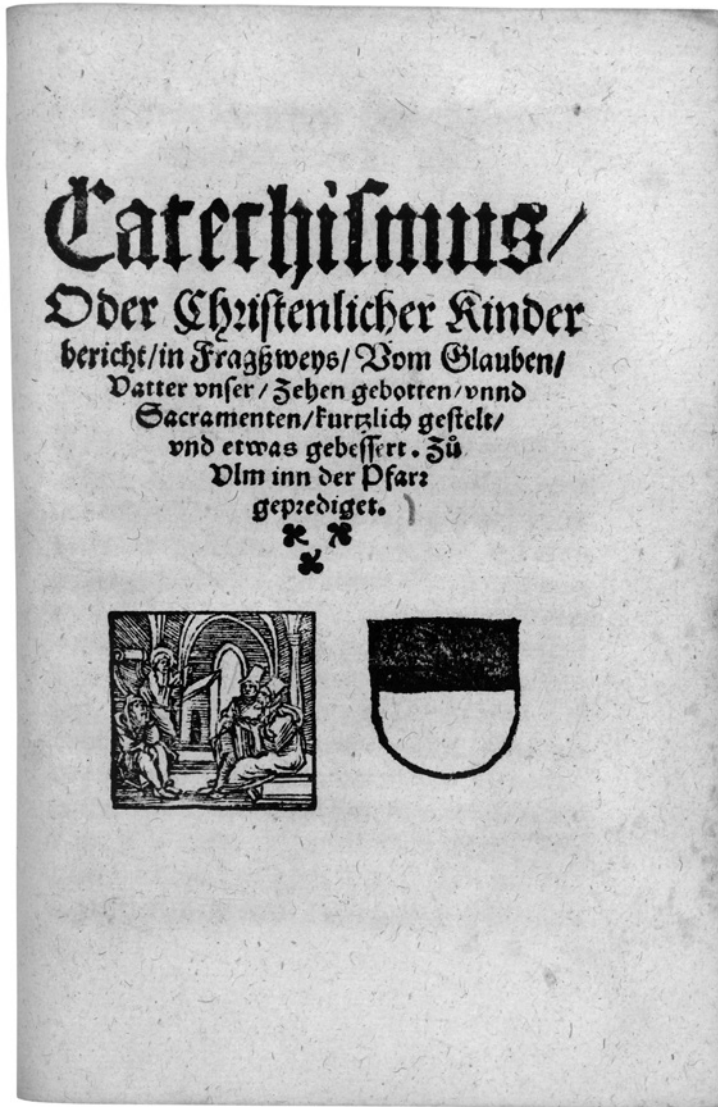 Catechiſmus/
Oder Chriſtenlicher Kinder
bericht/in Fragßweys/ Vom Glauben/
Vatter vnſer/ Zehen gebotten/vnnd
Sacramenten/kurtzlich geſtelt/
vnd etwas gebeſſert. Zů
Vlm inn der Pfarꝛ
geprediget.